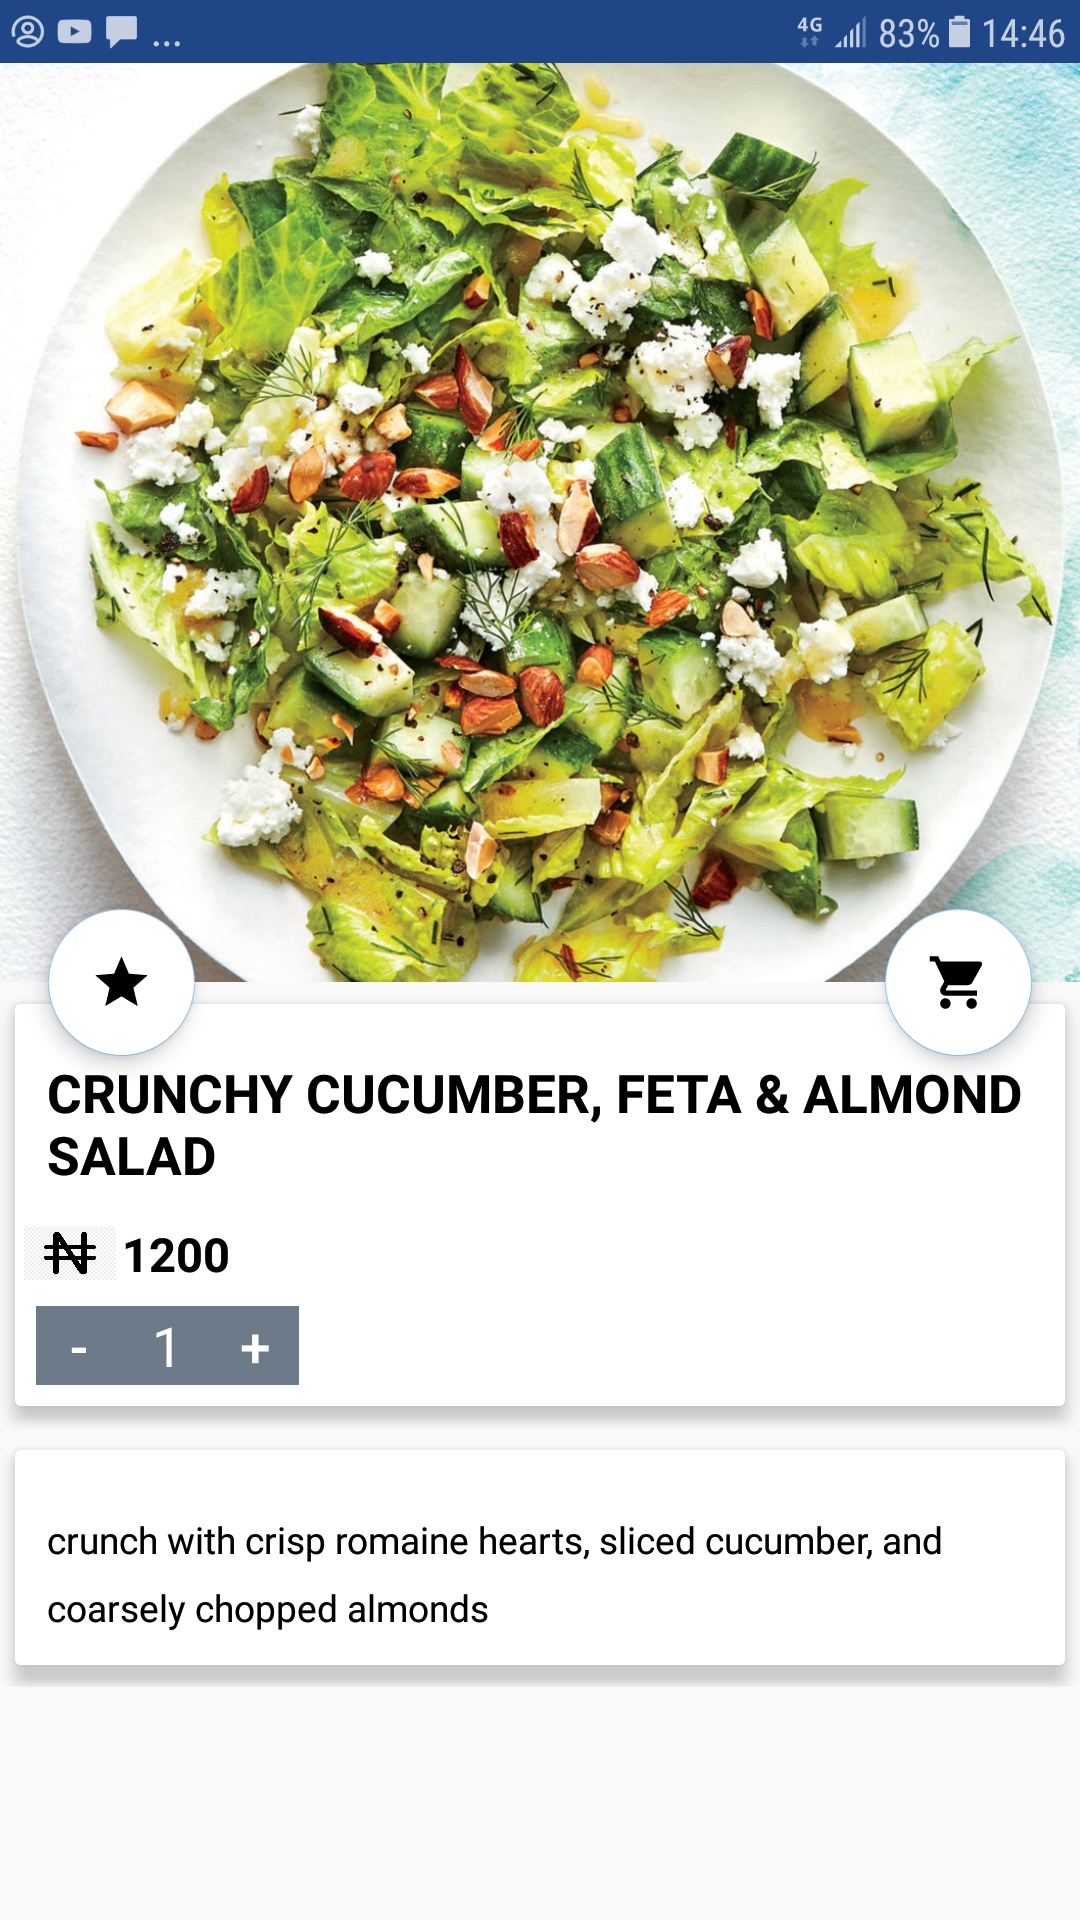 ... 4G 83% 14:46
CRUNCHY CUCUMBER, FETA & ALMOND
SALAD
₦ 1200
- 1 +
crunch with crisp romaine hearts, sliced cucumber, and
coarsely chopped almonds